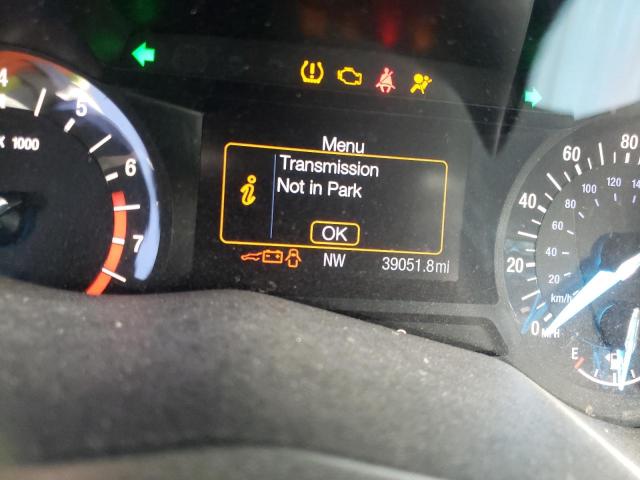 4
5
6
7
x 1000
Menu
Transmission
Not in Park
i
OK
NW 39051.8mi
80
60
40
20
0 MPH
100 120
80
60
40
20
km/h
E